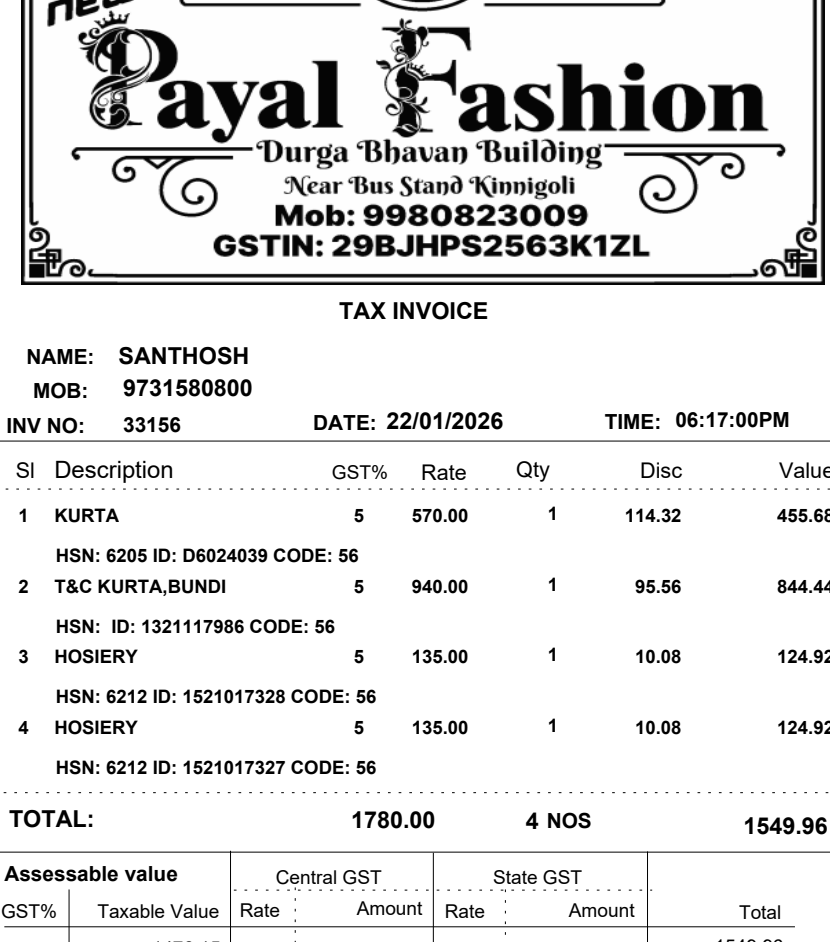 new
Payal Fashion
Durga Bhavan Building
Near Bus Stand Kinnigoli
Mob: 9980823009
GSTIN: 29BJHPS2563K1ZL
TAX INVOICE
NAME: SANTHOSH
MOB: 9731580800
INV NO: 33156 DATE: 22/01/2026 TIME: 06:17:00PM
Sl Description GST% Rate Qty Disc Value
1 KURTA 5 570.00 1 114.32 455.68
HSN: 6205 ID: D6024039 CODE: 56
2 T&C KURTA,BUNDI 5 940.00 1 95.56 844.44
HSN: ID: 1321117986 CODE: 56
3 HOSIERY 5 135.00 1 10.08 124.92
HSN: 6212 ID: 1521017328 CODE: 56
4 HOSIERY 5 135.00 1 10.08 124.92
HSN: 6212 ID: 1521017327 CODE: 56
TOTAL: 1780.00 4 NOS 1549.96
Assessable value Central GST State GST
GST% Taxable Value Rate Amount Rate Amount Total